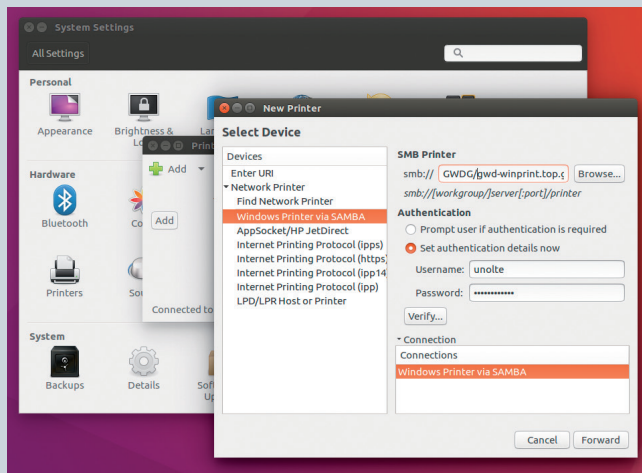 System Settings
All Settings
Personal
Appearance
Brightness &
Hardware
Bluetooth
Printers
System
Backups
Details
Add
Add
Connected to
New Printer
Select Device
Devices
Enter URI
Network Printer
Find Network Printer
Windows Printer via SAMBA
AppSocket/HP JetDirect
Internet Printing Protocol (ipps)
Internet Printing Protocol (https)
Internet Printing Protocol (ipp14)
Internet Printing Protocol (ipp)
LPD/LPR Host or Printer
SMB Printer
smb:// GWDG/gwd-winprint.top.g Browse...
smb://[workgroup/]server[:port]/printer
Authentication
Prompt user if authentication is required
Set authentication details now
Username: unolte
Password: ••••••••••••
Verify...
Connection
Connections
Windows Printer via SAMBA
Cancel Forward